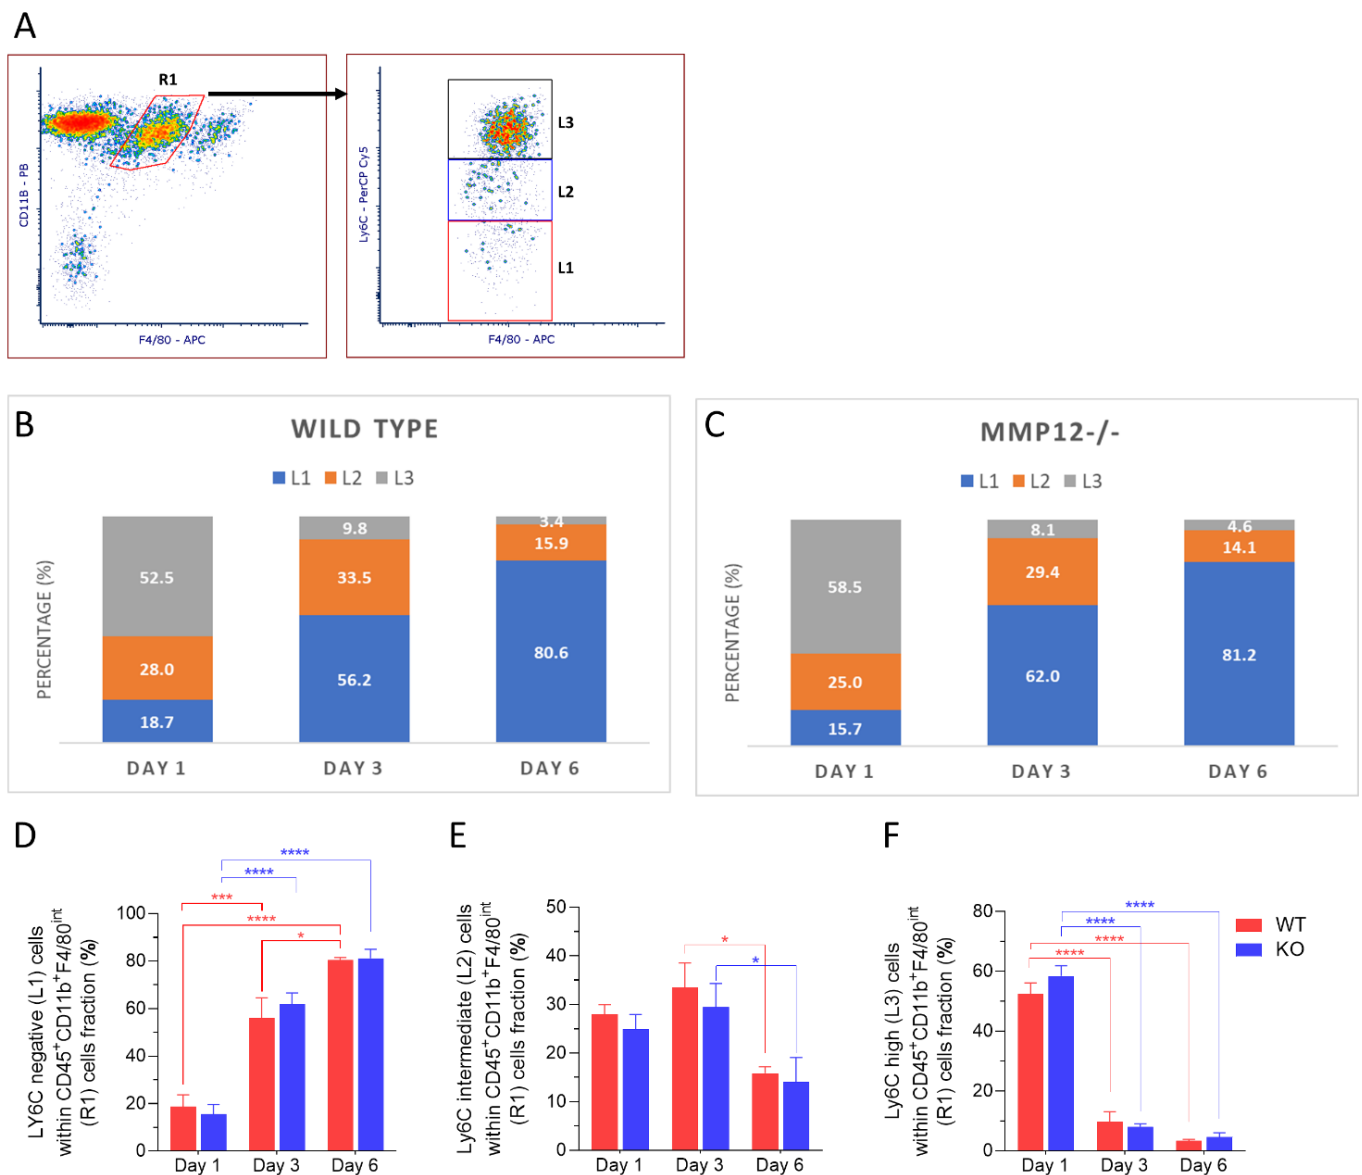 A
R1
CD11B - PB
F4/80 - APC
L3
L2
L1
Ly6C - PerCP Cy5
F4/80 - APC
B
WILD TYPE
L1 L2 L3
PERCENTAGE (%)
52.5
28.0
18.7
9.8
33.5
56.2
3.4
15.9
80.6
DAY 1 DAY 3 DAY 6
C
MMP12-/-
L1 L2 L3
PERCENTAGE (%)
58.5
25.0
15.7
8.1
29.4
62.0
4.6
14.1
81.2
DAY 1 DAY 3 DAY 6
D
LY6C negative (L1) cells
within CD45+CD11b+F4/80int
(R1) cells fraction (%)
100
80
60
40
20
0
****
****
***
****
*
Day 1 Day 3 Day 6
E
Ly6C intermediate (L2) cells
within CD45+CD11b+F4/80int
(R1) cells fraction (%)
50
40
30
20
10
0
*
*
Day 1 Day 3 Day 6
F
Ly6C high (L3) cells
within CD45+CD11b+F4/80int
(R1) cells fraction (%)
80
60
40
20
0
****
****
****
****
Day 1 Day 3 Day 6
WT
KO